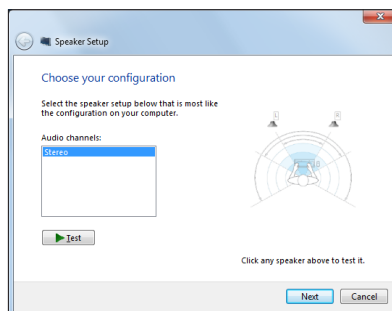 Speaker Setup
Choose your configuration
Select the speaker setup below that is most like
the configuration on your computer.
Audio channels:
Stereo
L
R
Test
Click any speaker above to test it.
Next
Cancel